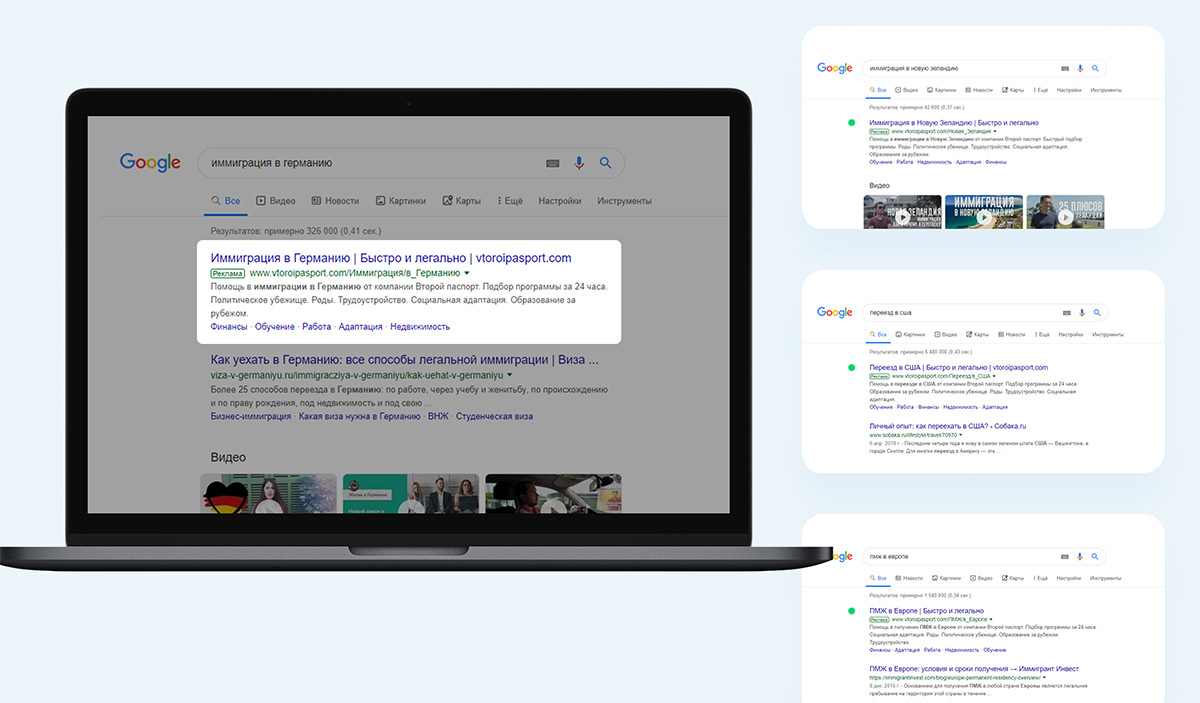 Google
иммиграция в германию
Все Видео Новости Картинки Карты Ещё Настройки Инструменты
Результатов: примерно 326 000 (0,41 сек.)
Иммиграция в Германию | Быстро и легально | vtoroipasport.com
Реклама www.vtoroipasport.com/Иммиграция/в_Германию
Помощь в иммиграции в Германию от компании Второй паспорт. Подбор программы за 24 часа.
Политическое убежище. Роды. Трудоустройство. Социальная адаптация. Образование за
рубежом.
Финансы · Обучение · Работа · Адаптация · Недвижимость
Как уехать в Германию: все способы легальной иммиграции | Виза ...
viza-v-germaniyu.ru/immigracziya-v-germaniyu/kak-uehat-v-germaniyu
Более 25 способов переезда в Германию: по работе, через учебу и женитьбу, по происхождению
и по праву рождения, под недвижимость и под свою ...
Бизнес-иммиграция · Какая виза нужна в Германию · ВНЖ · Студенческая виза
Видео
Жизнь в Германии
Google
иммиграция в новую зеландию
Все Видео Картинки Новости Карты Ещё Настройки Инструменты
Результатов: примерно 42 600 (0,37 сек.)
Иммиграция в Новую Зеландию | Быстро и легально
Реклама www.vtoroipasport.com/Новая_Зеландия
Помощь в иммиграции в Новую Зеландию от компании Второй паспорт. Быстрый подбор
программы. Роды. Политическое убежище. Трудоустройство. Социальная адаптация.
Образование за рубежом.
Обучение · Работа · Недвижимость · Адаптация · Финансы
Видео
НОВАЯ ЗЕЛАНДИЯ
ИММИГРАЦИЯ
В НОВУЮ ЗЕЛАНДИЮ
25 ПЛЮСОВ
Google
переезд в сша
Все Картинки Видео Карты Новости Ещё Настройки Инструменты
Результатов: примерно 5 480 000 (0,43 сек.)
Переезд в США | Быстро и легально | vtoroipasport.com
Реклама www.vtoroipasport.com/Переезд/в_США
Помощь в переезде в США от компании Второй паспорт. Подбор программы за 24 часа.
Образование за рубежом. Роды. Политическое убежище. Трудоустройство. Социальная
адаптация.
Обучение · Работа · Финансы · Недвижимость · Адаптация
Личный опыт: как переехать в США? - Собака.ru
www.sobaka.ru/lifestyle/travel/70970
6 апр. 2018 г. - Последние четыре года я живу в самом зеленом штате США — Вашингтоне, в
городе Сиэтле. Для многих переезд в Америку — это ...
ogle
пмж в европе
Все Новости Картинки Видео Карты Ещё Настройки Инструменты
Результатов: примерно 1 540 000 (0,34 сек.)
ПМЖ в Европе | Быстро и легально
Реклама www.vtoroipasport.com/ПМЖ/в_Европе
Помощь в получении ПМЖ в Европе от компании Второй паспорт. Подбор программы за 24 часа.
Социальная адаптация. Роды. Политическое убежище. Образование за рубежом.
Трудоустройство.
Финансы · Адаптация · Работа · Недвижимость · Обучение
ПМЖ в Европе: условия и сроки получения → Иммигрант Инвест
https://immigrantinvest.com/blog/europe-permanent-residency-overview/
8 дек. 2015 г. - Основанием для получения ПМЖ в любой стране Европы является легальное
пребывание на территории этой страны в течение ...